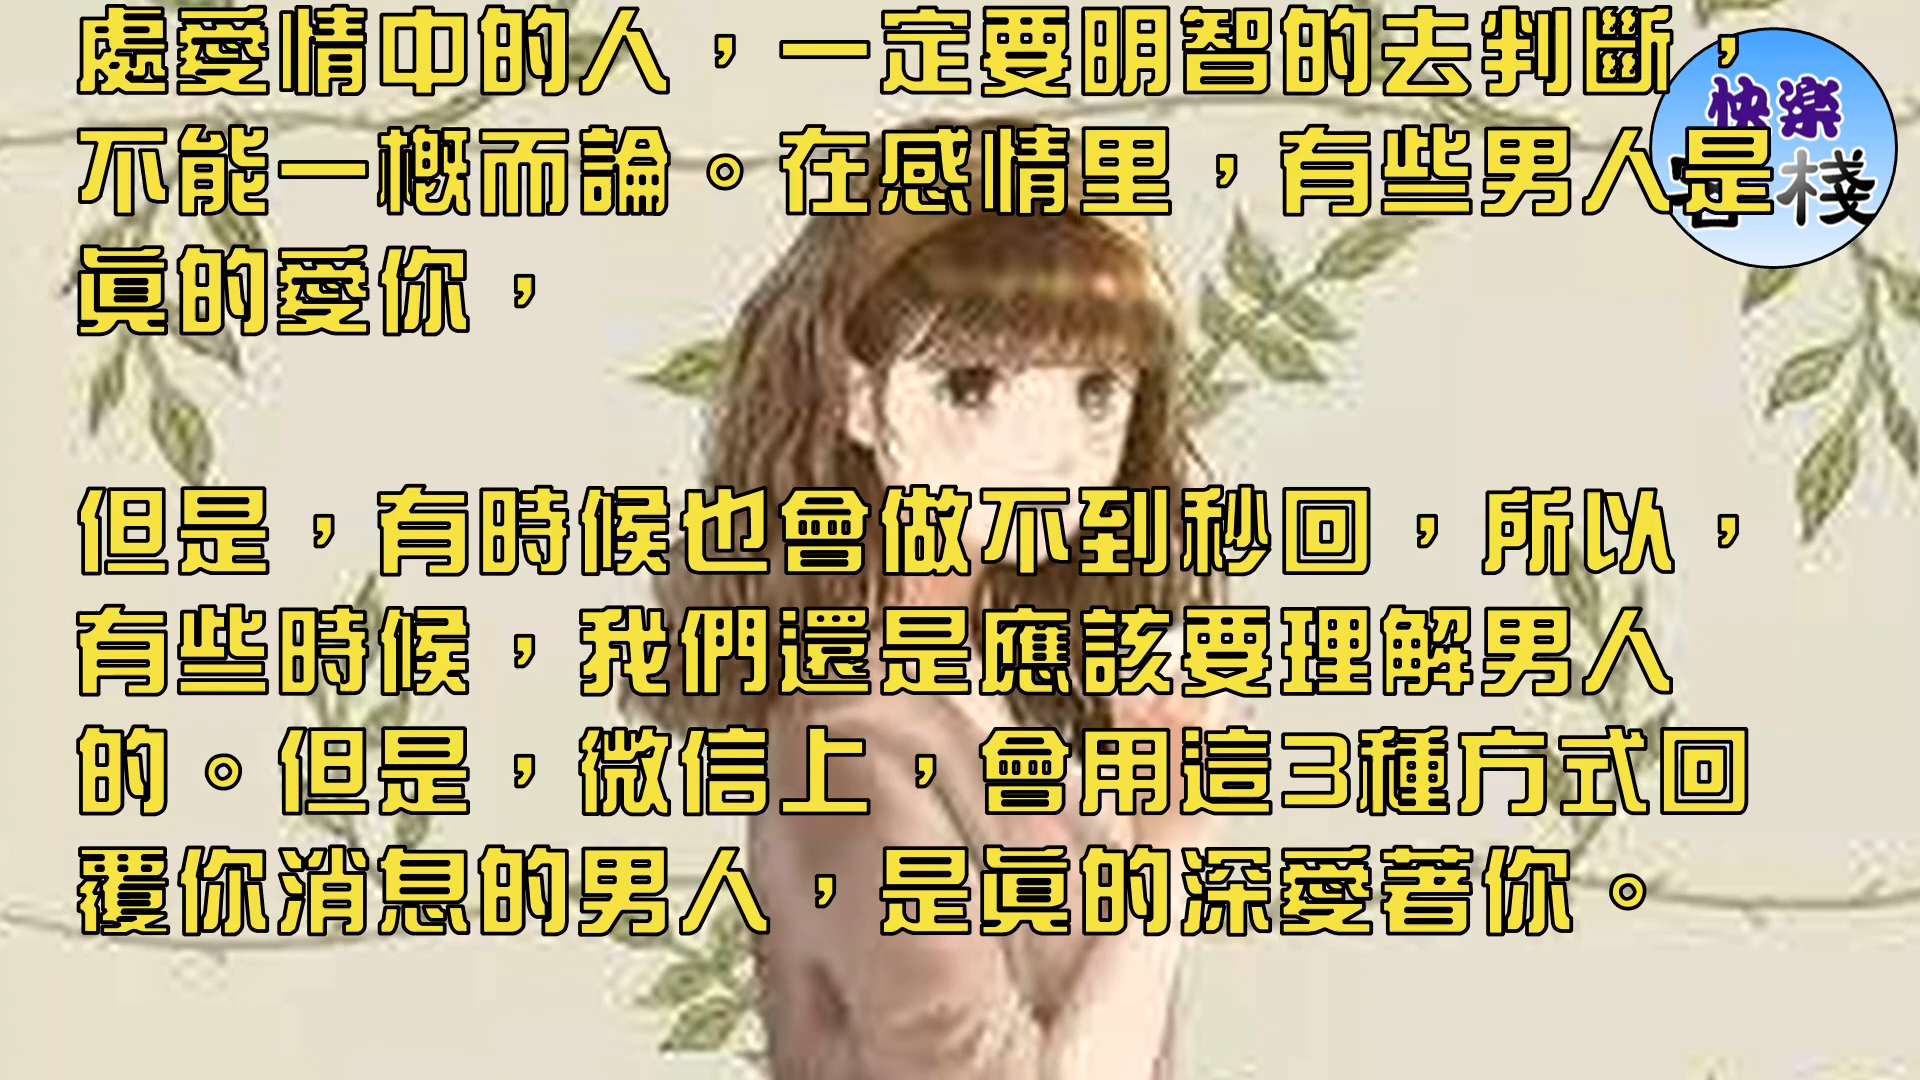 處愛情中的人，一定要明智的去判斷，
不能一概而論。在感情里，有些男人是
真的愛你，
但是，有時候也會做不到秒回，所以，
有些時候，我們還是應該要理解男人
的。但是，微信上，會用這3種方式回
覆你消息的男人，是真的深愛著你。
快樂
客栈